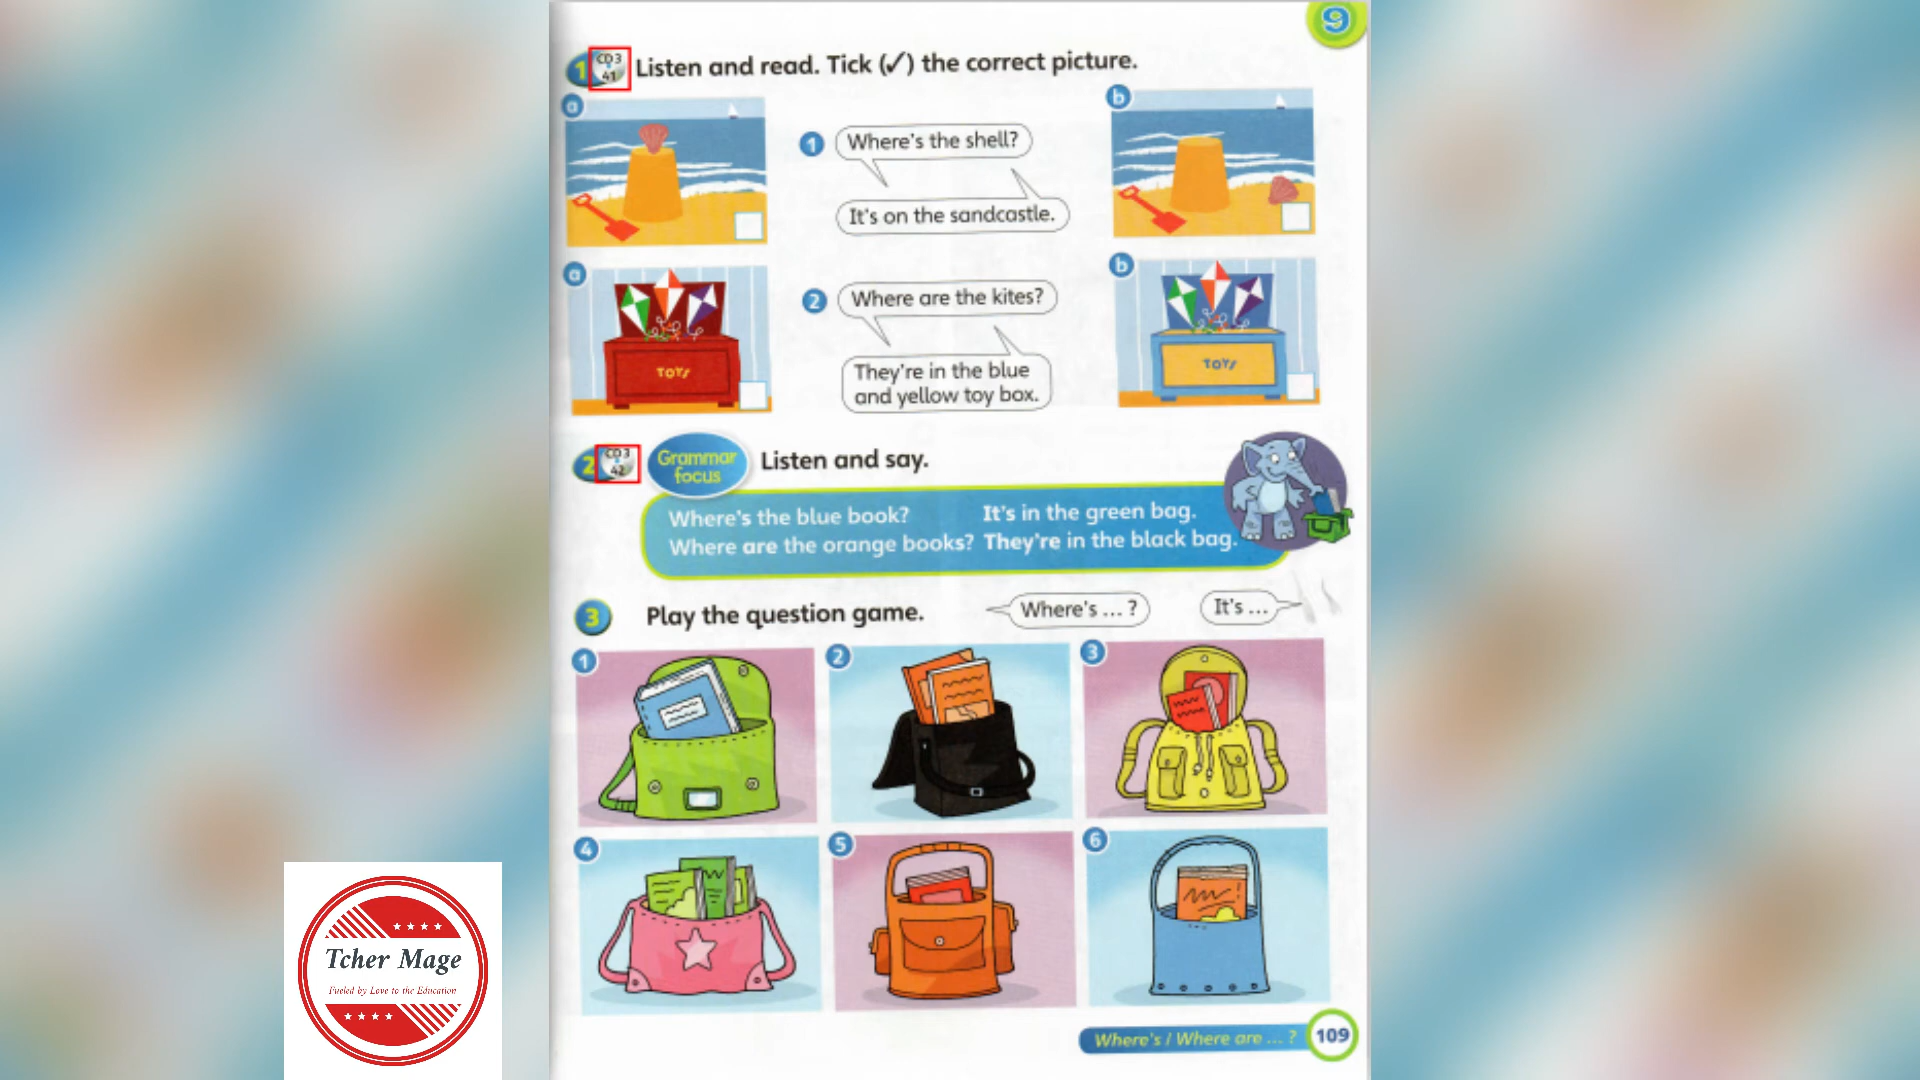 9
1 CD3 41 Listen and read. Tick (✓) the correct picture.
a
b
1 Where's the shell?
It's on the sandcastle.
a
b
2 Where are the kites?
They're in the blue
and yellow toy box.
TOYS
TOYS
2 CD3 42 Grammar focus Listen and say.
Where's the blue book? It's in the green bag.
Where are the orange books? They're in the black bag.
3 Play the question game. Where's ... ? It's ...
1
2
3
4
5
6
Tcher Mage
Fueled by Love to the Education
Where's / Where are ... ? 109